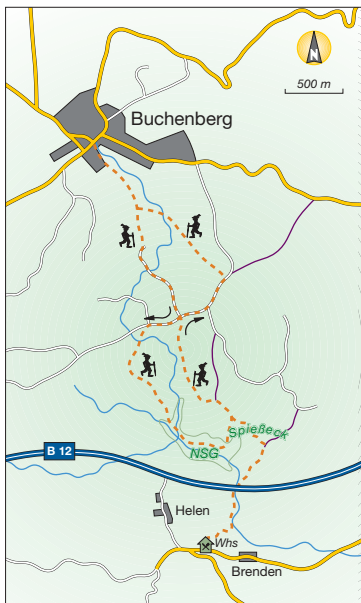 N
500 m
Buchenberg
Spießeck
NSG
B 12
Helen
Whs
Brenden